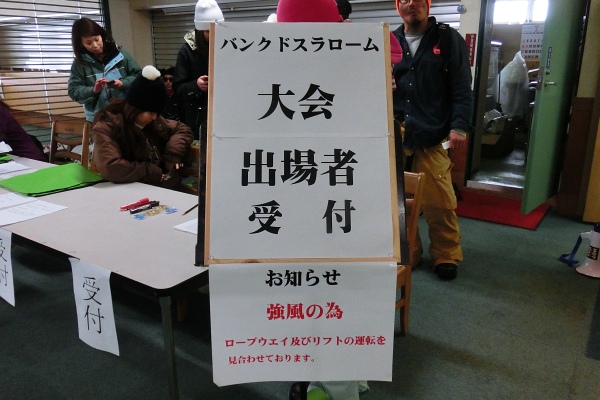 バンクドスラローム
大会
出場者
受付
お知らせ
強風の為
ロープウエイ及びリフトの運転を
見合わせております。
受付
受付